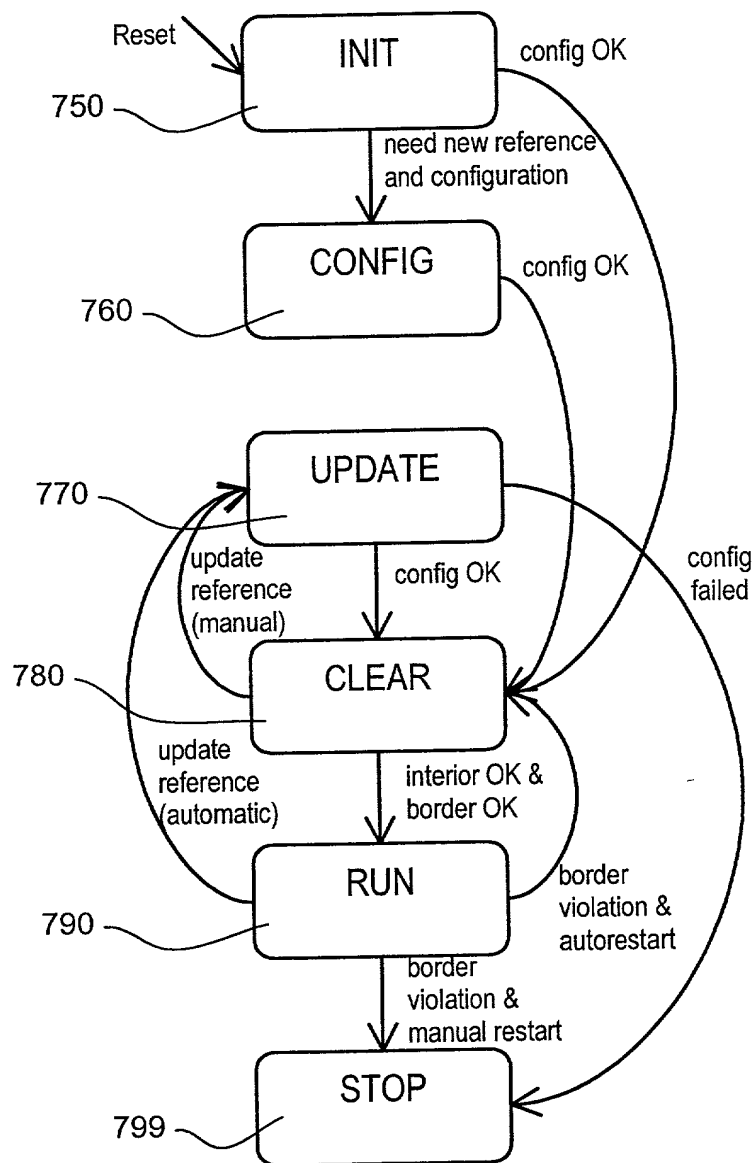 Reset
INIT
config OK
750
need new reference
and configuration
CONFIG
config OK
760
UPDATE
770
update
reference
(manual)
config OK
config
failed
780
CLEAR
update
reference
(automatic)
interior OK &
border OK
RUN
790
border
violation &
autorestart
border
violation &
manual restart
STOP
799